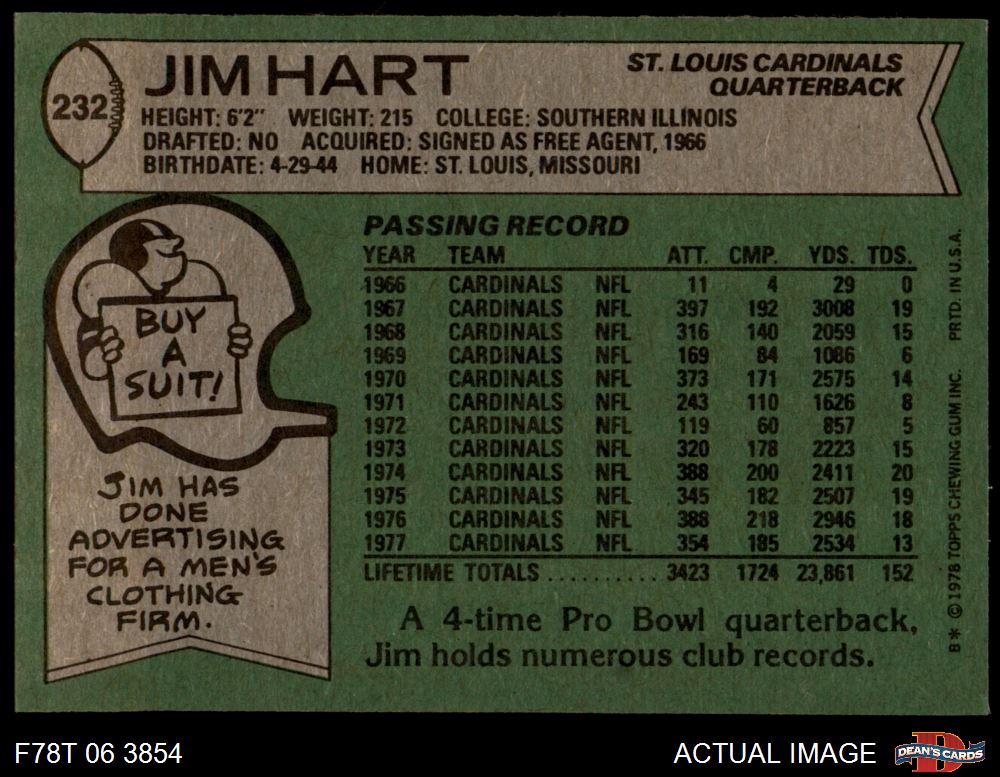 232
JIM HART
ST. LOUIS CARDINALS
QUARTERBACK
HEIGHT: 6'2" WEIGHT: 215 COLLEGE: SOUTHERN ILLINOIS
DRAFTED: NO ACQUIRED: SIGNED AS FREE AGENT, 1966
BIRTHDATE: 4-29-44 HOME: ST. LOUIS, MISSOURI
BUY
A
SUIT!
JIM HAS
DONE
ADVERTISING
FOR A MEN'S
CLOTHING
FIRM.
PASSING RECORD
YEAR TEAM ATT. CMP. YDS. TDS.
1966 CARDINALS NFL 11 4 29 0
1967 CARDINALS NFL 397 192 3008 19
1968 CARDINALS NFL 316 140 2059 15
1969 CARDINALS NFL 169 84 1086 6
1970 CARDINALS NFL 373 171 2575 14
1971 CARDINALS NFL 243 110 1626 8
1972 CARDINALS NFL 119 60 857 5
1973 CARDINALS NFL 320 178 2223 15
1974 CARDINALS NFL 388 200 2411 20
1975 CARDINALS NFL 345 182 2507 19
1976 CARDINALS NFL 388 218 2946 18
1977 CARDINALS NFL 354 185 2534 13
LIFETIME TOTALS .......... 3423 1724 23,861 152
A 4-time Pro Bowl quarterback,
Jim holds numerous club records.
B* © 1978 TOPPS CHEWING GUM INC. PRTD. IN U.S.A.
F78T 06 3854
ACTUAL IMAGE
D
DEAN'S CARDS